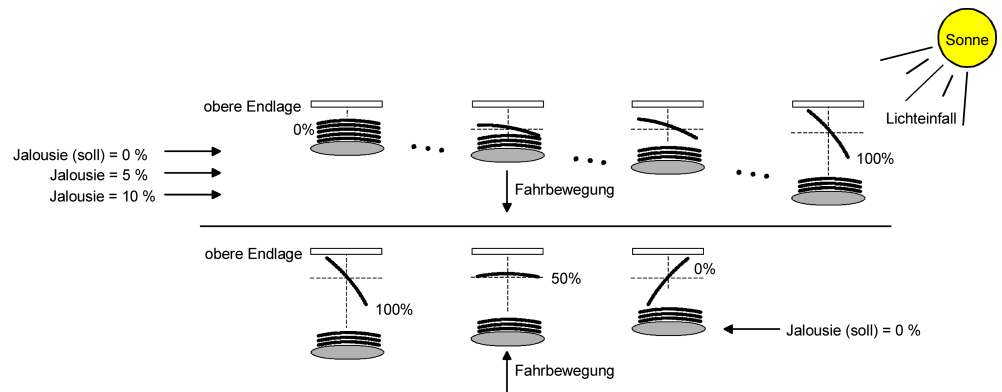 Sonne
obere Endlage
0%
Lichteinfall
Jalousie (soll) = 0 %
100%
Jalousie = 5 %
Jalousie = 10 %
Fahrbewegung
obere Endlage
0%
50%
100%
Jalousie (soll) = 0 %
Fahrbewegung